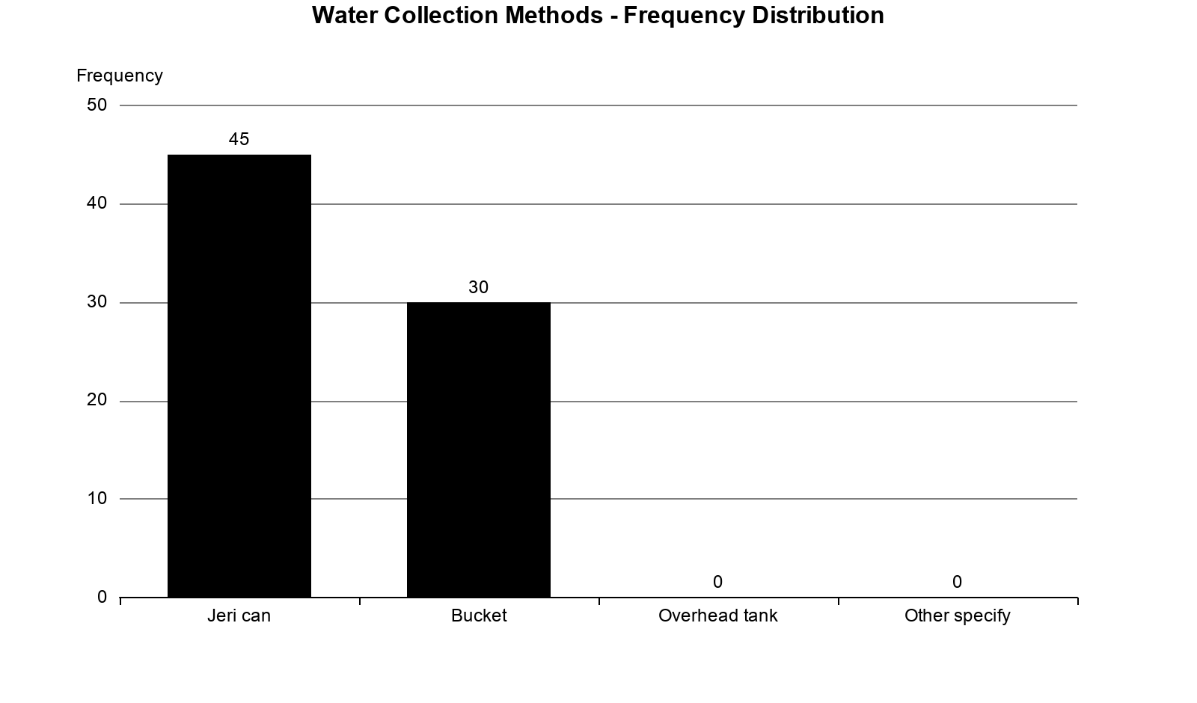 Water Collection Methods - Frequency Distribution
Frequency
50
45
40
30
30
20
10
0
0
0
Jeri can
Bucket
Overhead tank
Other specify